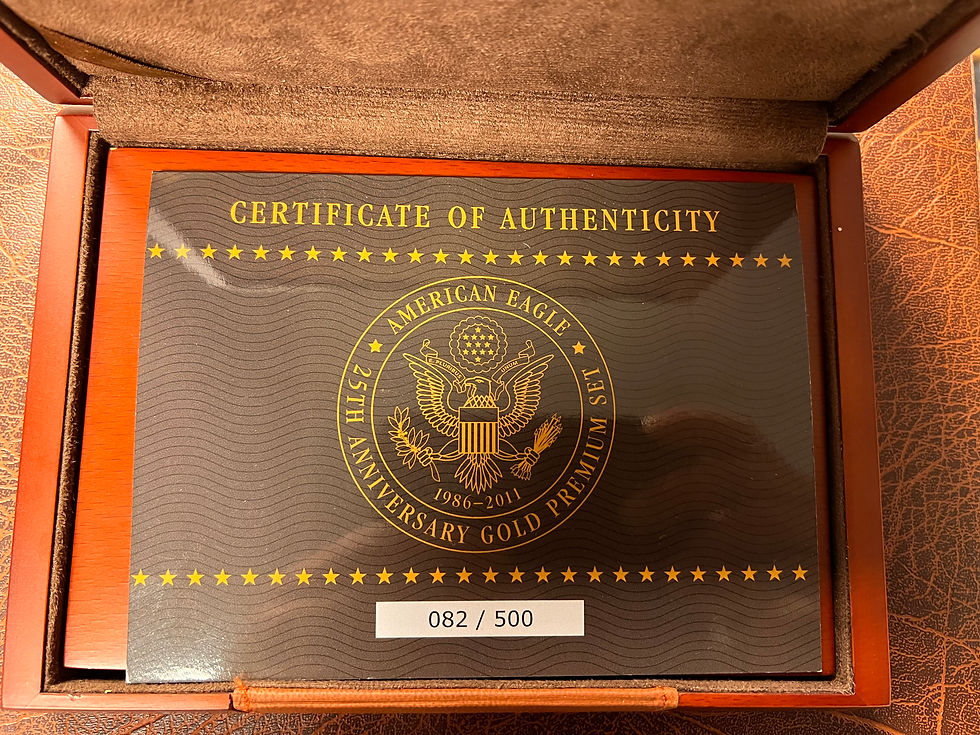 CERTIFICATE OF AUTHENTICITY
AMERICAN EAGLE
25TH ANNIVERSARY GOLD PREMIUM SET
1986–2011
082 / 500